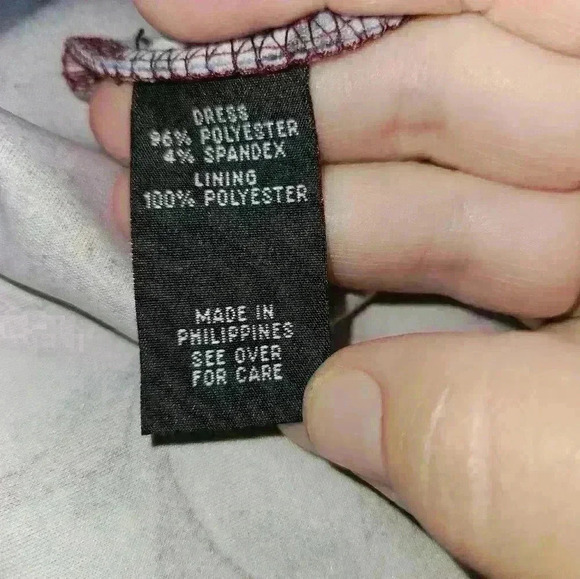 DRESS
96% POLYESTER
4% SPANDEX
LINING
100% POLYESTER
MADE IN
PHILIPPINES
SEE OVER
FOR CARE